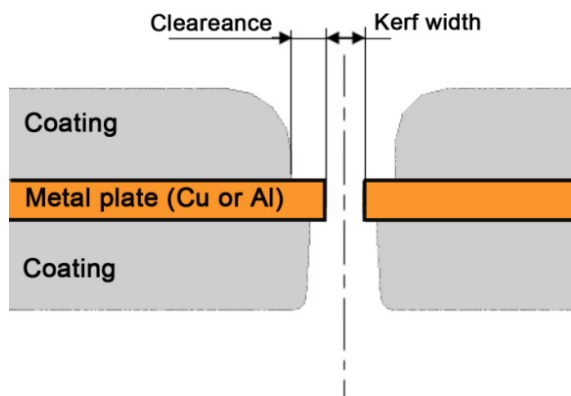 Cleareance
Kerf width
Coating
Metal plate (Cu or Al)
Coating